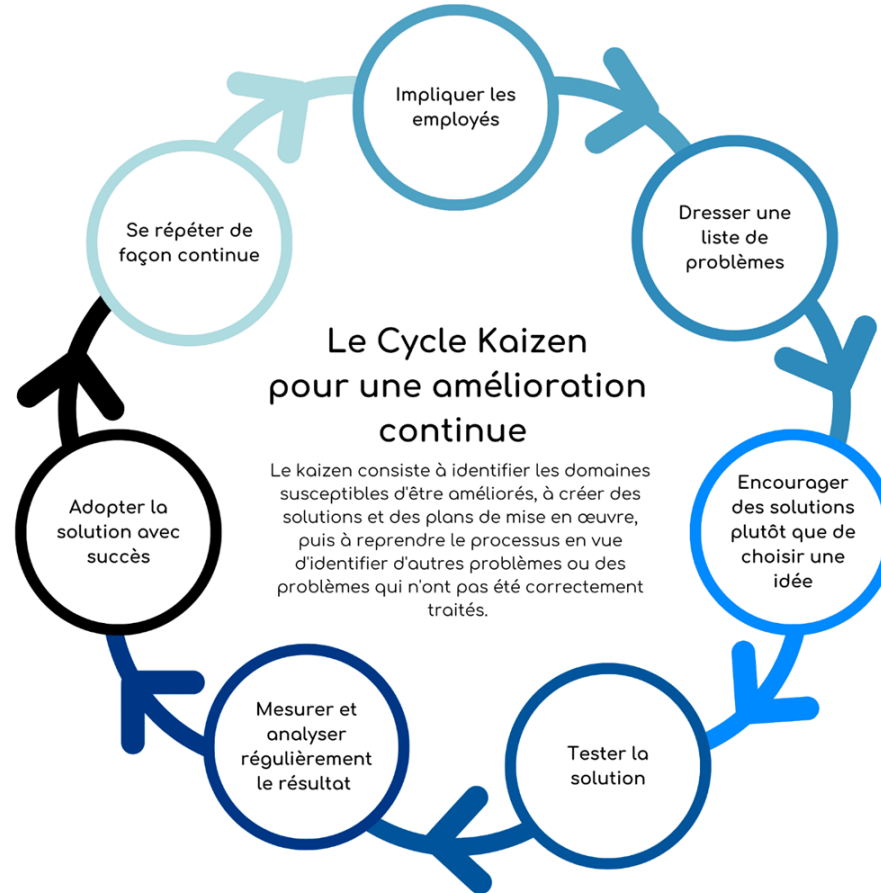 Impliquer les
employés
Dresser une
liste de
problèmes
Encourager
des solutions
plutôt que de
choisir une
idée
Tester la
solution
Mesurer et
analyser
régulièrement
le résultat
Adopter la
solution avec
succès
Se répéter de
façon continue
Le Cycle Kaizen
pour une amélioration
continue
Le kaizen consiste à identifier les domaines
susceptibles d'être améliorés, à créer des
solutions et des plans de mise en œuvre,
puis à reprendre le processus en vue
d'identifier d'autres problèmes ou des
problèmes qui n'ont pas été correctement
traités.